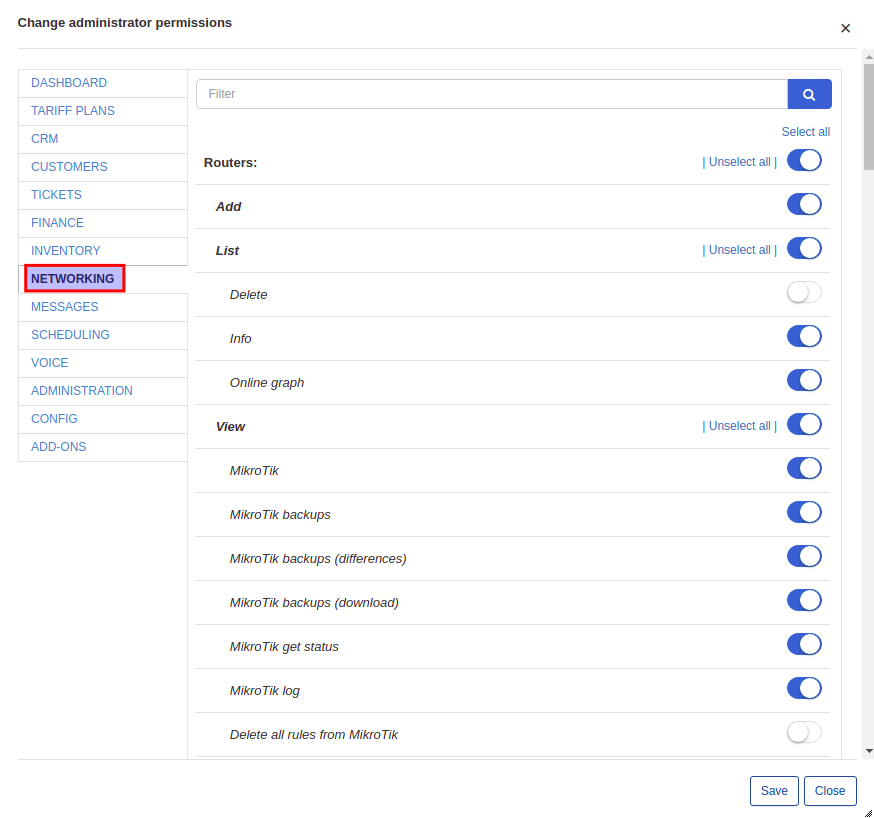 Change administrator permissions
×
DASHBOARD
TARIFF PLANS
CRM
CUSTOMERS
TICKETS
FINANCE
INVENTORY
NETWORKING
MESSAGES
SCHEDULING
VOICE
ADMINISTRATION
CONFIG
ADD-ONS
Filter
Select all
Routers: | Unselect all |
Add
List | Unselect all |
Delete
Info
Online graph
View | Unselect all |
MikroTik
MikroTik backups
MikroTik backups (differences)
MikroTik backups (download)
MikroTik get status
MikroTik log
Delete all rules from MikroTik
Save Close